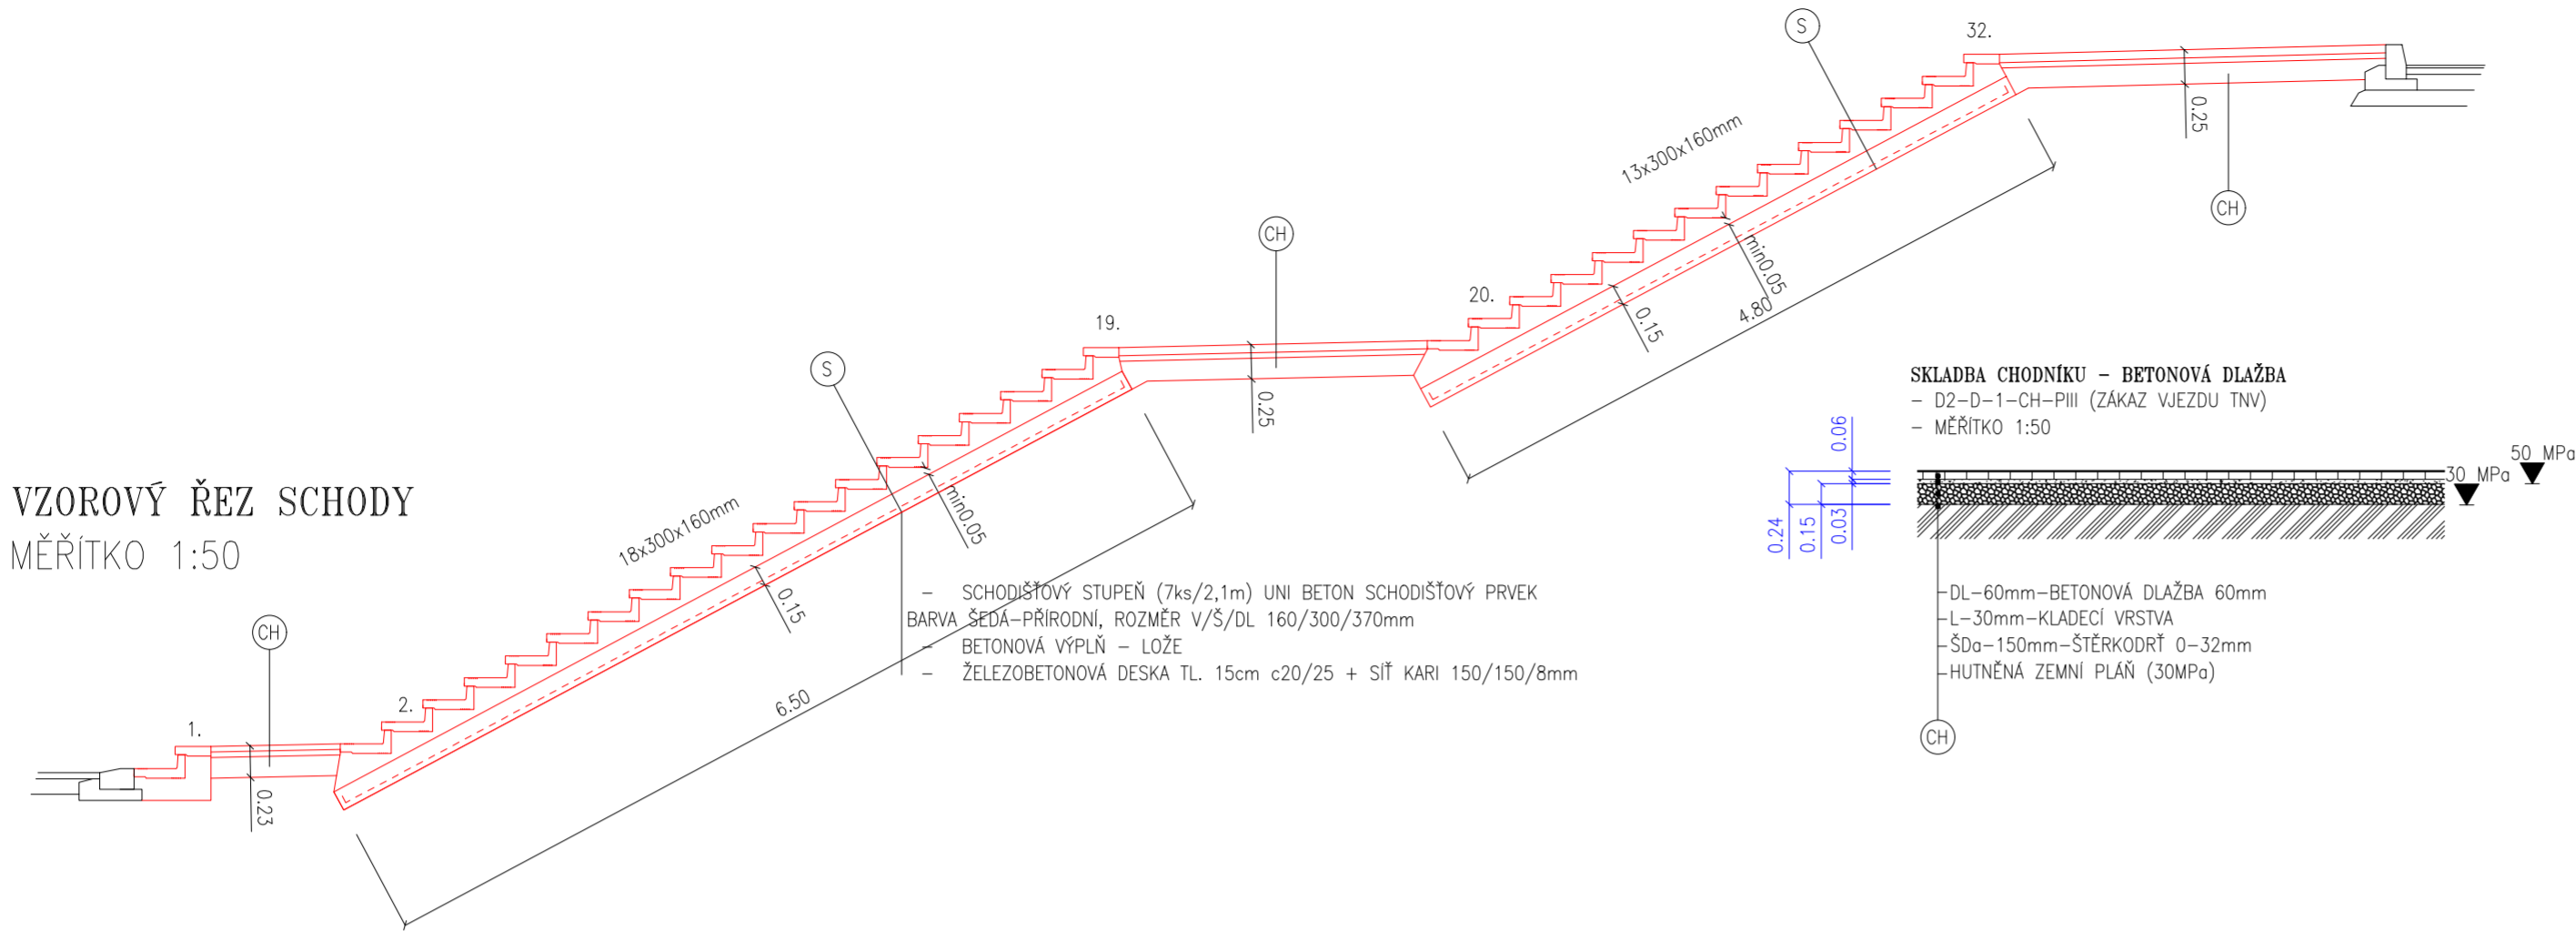 VZOROVÝ ŘEZ SCHODY
MĚŘÍTKO 1:50
CH
1.
2.
0.23
18x300x160mm
S
0.15
min0.05
6.50
19.
CH
0.25
20.
13x300x160mm
S
0.15
min0.05
4.80
32.
0.25
CH
- SCHODIŠŤOVÝ STUPEŇ (7ks/2,1m) UNI BETON SCHODIŠŤOVÝ PRVEK
BARVA ŠEDÁ-PŘÍRODNÍ, ROZMĚR V/Š/DL 160/300/370mm
- BETONOVÁ VÝPLŇ - LOŽE
- ŽELEZOBETONOVÁ DESKA TL. 15cm c20/25 + SÍŤ KARI 150/150/8mm
SKLADBA CHODNÍKU - BETONOVÁ DLAŽBA
- D2-D-1-CH-PIII (ZÁKAZ VJEZDU TNV)
- MĚŘÍTKO 1:50
0.06
0.24
0.15
0.03
50 MPa
30 MPa
DL-60mm-BETONOVÁ DLAŽBA 60mm
L-30mm-KLADECÍ VRSTVA
ŠDa-150mm-ŠTĚRKODRŤ 0-32mm
HUTNĚNÁ ZEMNÍ PLÁŇ (30MPa)
CH